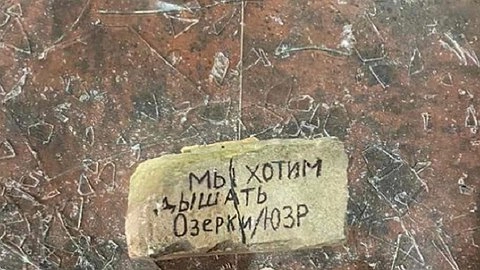 мы хотим
дышать
Озерки/ЮЗР